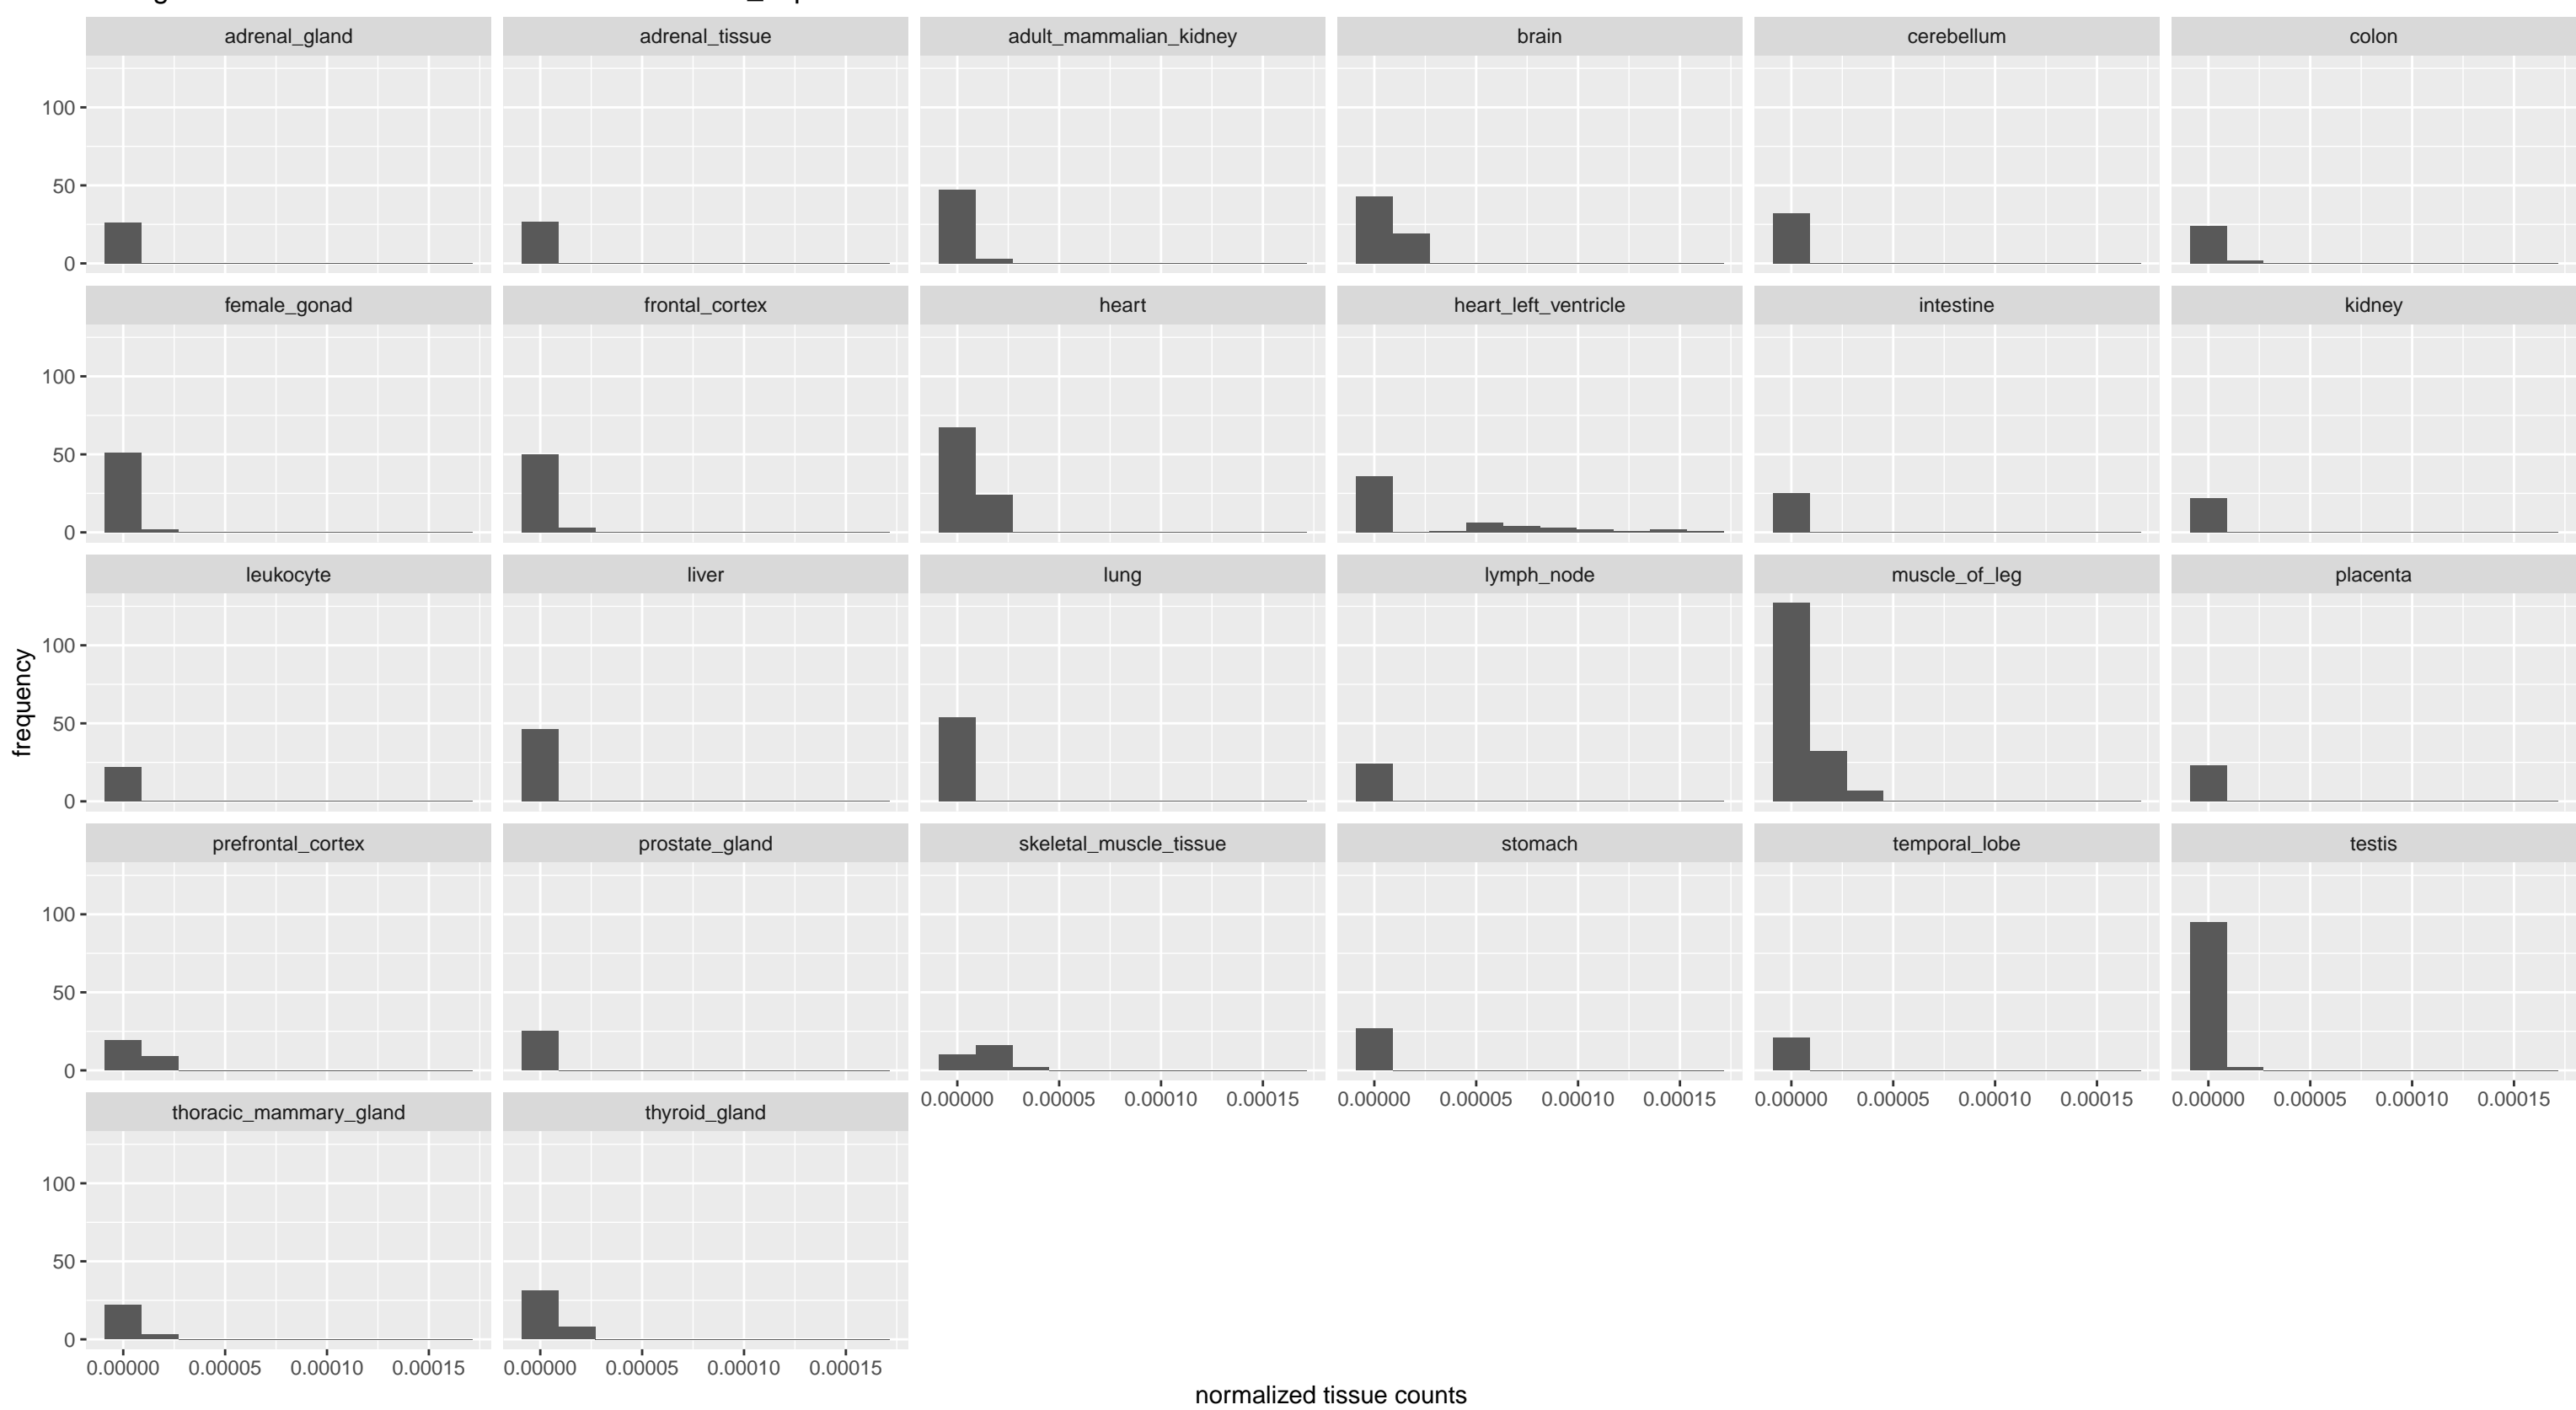 adrenal_gland adrenal_tissue adult_mammalian_kidney brain cerebellum colon
100
50
0
female_gonad frontal_cortex heart heart_left_ventricle intestine kidney
100
50
0
leukocyte liver lung lymph_node muscle_of_leg placenta
100
50
0
frequency
prefrontal_cortex prostate_gland skeletal_muscle_tissue stomach temporal_lobe testis
100
50
0
0.00000 0.00005 0.00010 0.00015 0.00000 0.00005 0.00010 0.00015 0.00000 0.00005 0.00010 0.00015 0.00000 0.00005 0.00010 0.00015
thoracic_mammary_gland thyroid_gland
100
50
0
0.00000 0.00005 0.00010 0.00015 0.00000 0.00005 0.00010 0.00015
normalized tissue counts